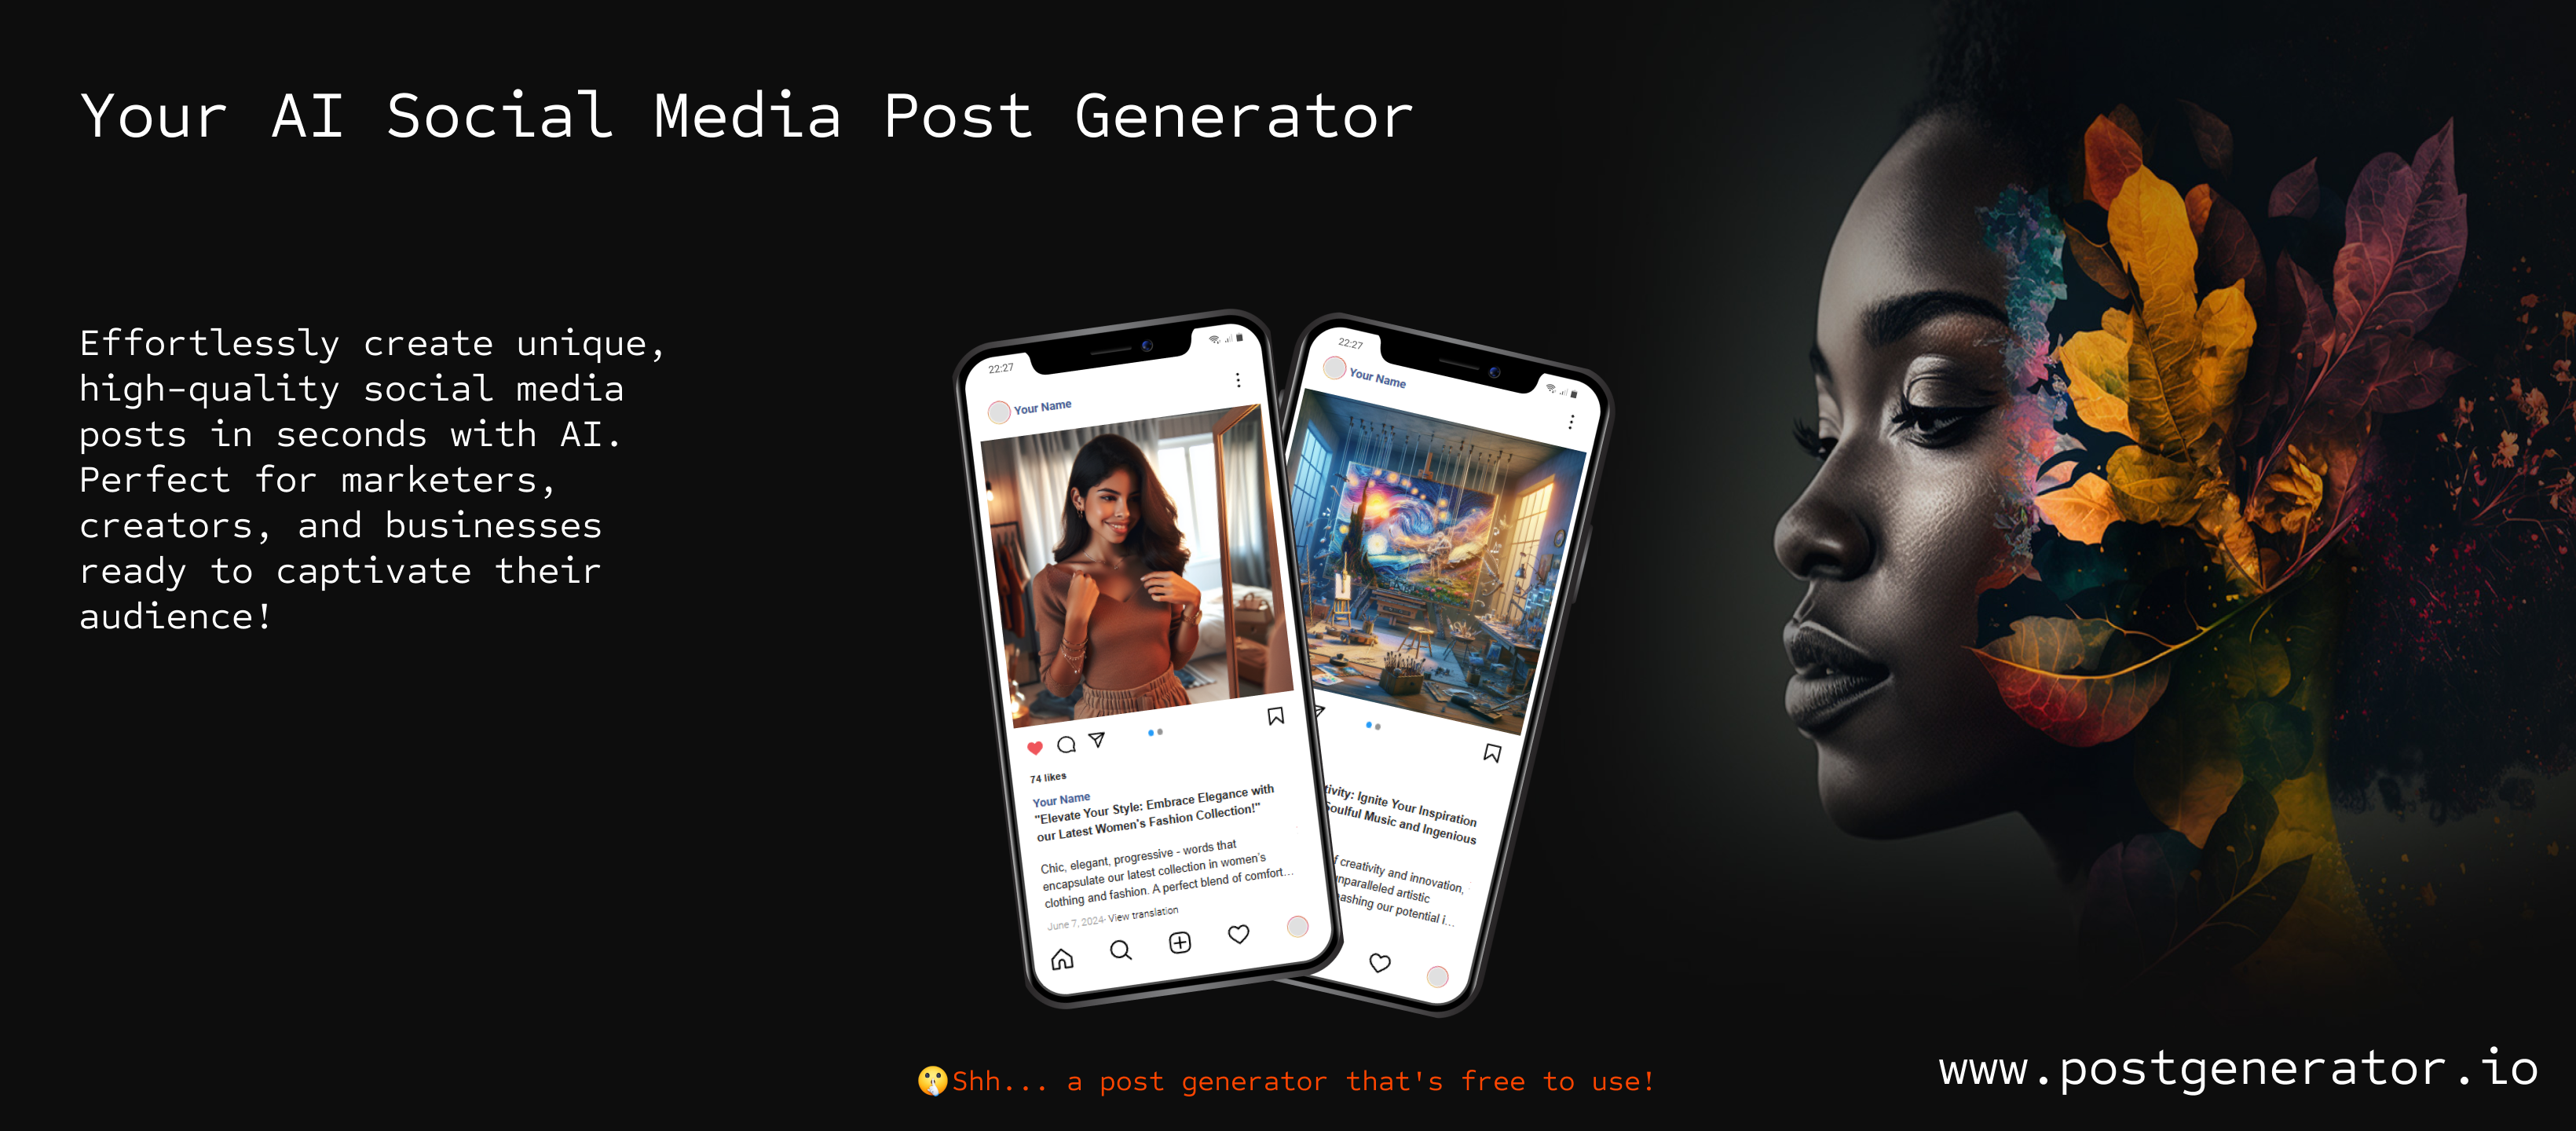 Your AI Social Media Post Generator
Effortlessly create unique,
high-quality social media
posts in seconds with AI.
Perfect for marketers,
creators, and businesses
ready to captivate their
audience!
22:27
Your Name
74 likes
Your Name
"Elevate Your Style: Embrace Elegance with
our Latest Women's Fashion Collection!"
Chic, elegant, progressive - words that
encapsulate our latest collection in women's
clothing and fashion. A perfect blend of comfort...
June 7, 2024· View translation
22:27
Your Name
Ignite Your Inspiration
Soulful Music and Ingenious
creativity and innovation,
unparalleled artistic
our potential i...
🤫Shh... a post generator that's free to use!
www.postgenerator.io